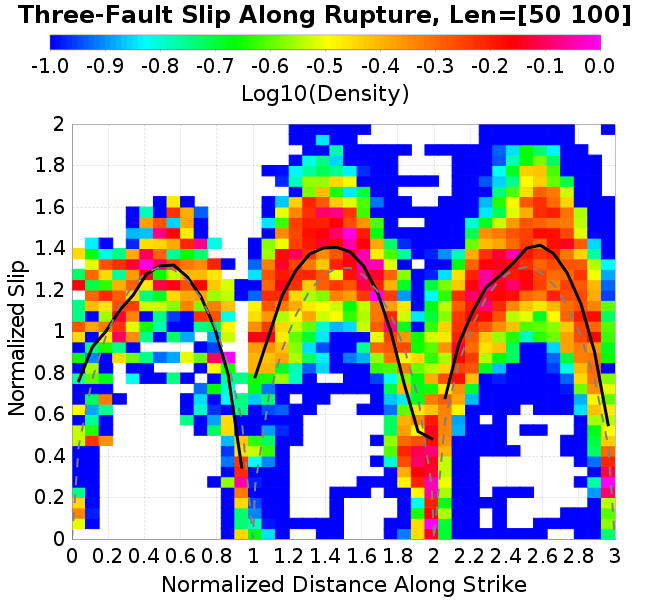 Three-Fault Slip Along Rupture, Len=[50 100]
-1.0 -0.9 -0.8 -0.7 -0.6 -0.5 -0.4 -0.3 -0.2 -0.1 0.0
Log10(Density)
2
1.8
1.6
1.4
1.2
1
0.8
0.6
0.4
0.2
0
Normalized Slip
0 0.2 0.4 0.6 0.8 1 1.2 1.4 1.6 1.8 2 2.2 2.4 2.6 2.8 3
Normalized Distance Along Strike